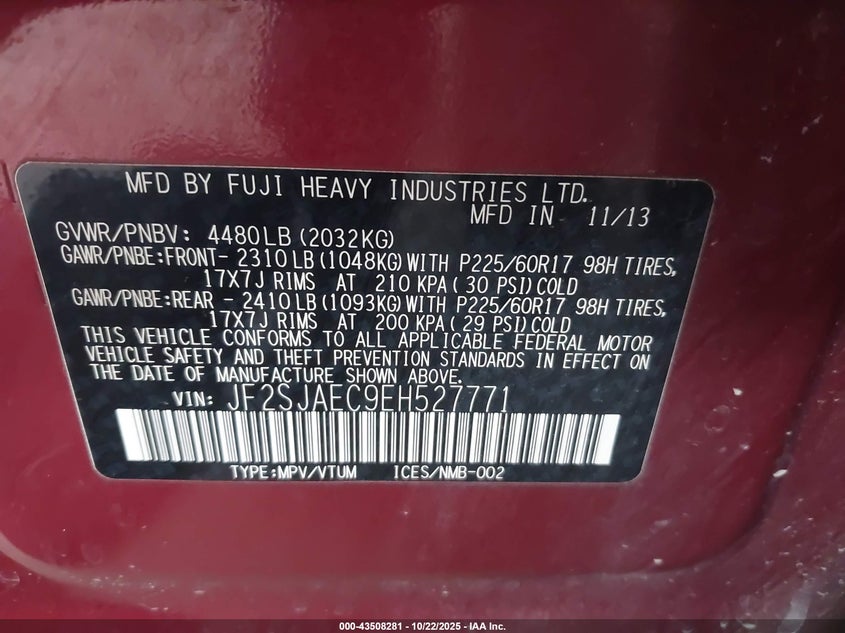 MFD BY FUJI HEAVY INDUSTRIES LTD.
MFD IN 11/13
GVWR/PNBV: 4480LB (2032KG)
GAWR/PNBE:FRONT- 2310LB (1048KG) WITH P225/60R17 98H TIRES,
17X7J RIMS AT 210 KPA ( 30 PSI) COLD
GAWR/PNBE:REAR - 2410LB (1093KG) WITH P225/60R17 98H TIRES,
17X7J RIMS AT 200 KPA ( 29 PSI) COLD
THIS VEHICLE CONFORMS TO ALL APPLICABLE FEDERAL MOTOR
VEHICLE SAFETY AND THEFT PREVENTION STANDARDS IN EFFECT ON
THE DATE OF MANUFACTURE SHOWN ABOVE.
VIN: JF2SJAEC9EH527771
TYPE:MPV/VTUM ICES/NMB-002
000-43508281 - 10/22/2025 - IAA Inc.